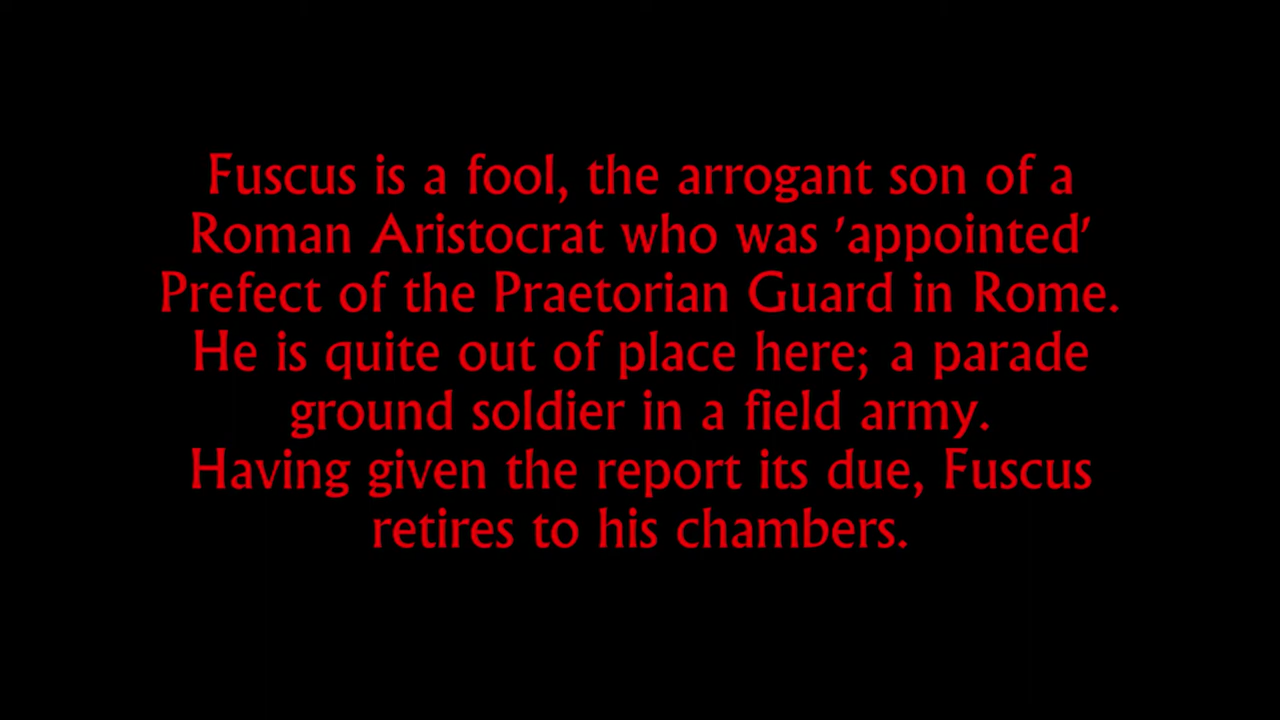 Fuscus is a fool, the arrogant son of a
Roman Aristocrat who was 'appointed'
Prefect of the Praetorian Guard in Rome.
He is quite out of place here; a parade
ground soldier in a field army.
Having given the report its due, Fuscus
retires to his chambers.